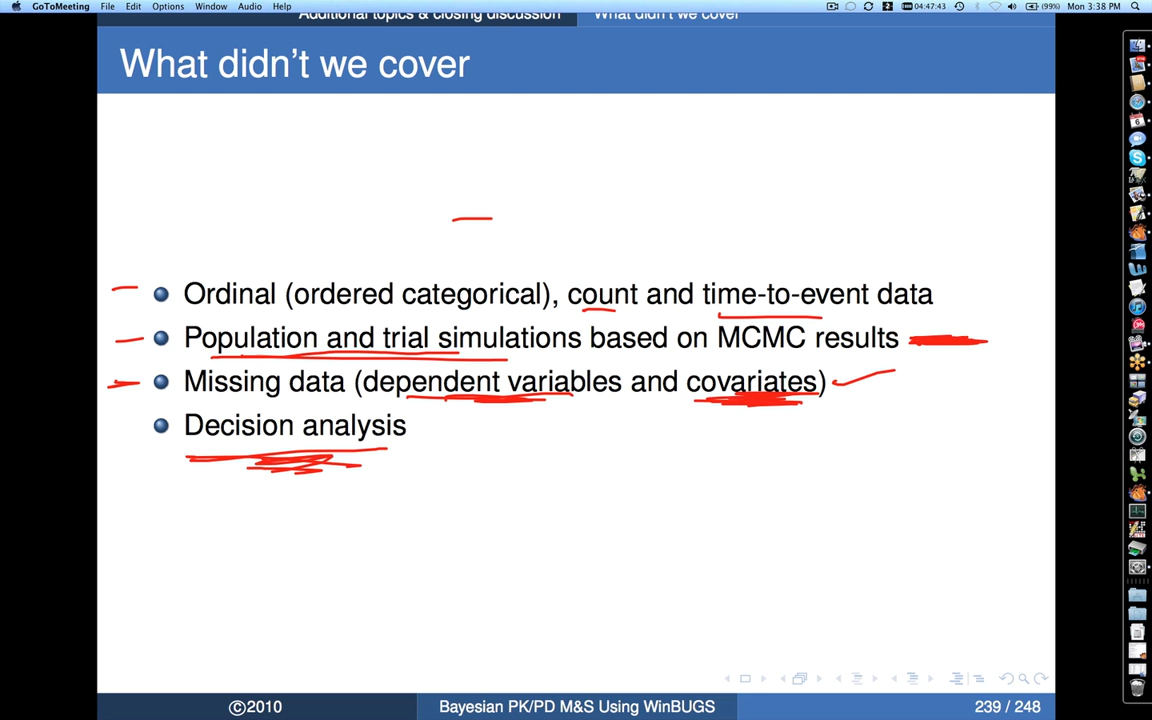 GoToMeeting File Edit Options Window Audio Help 2 04:47:43 (99%) Mon 3:38 PM
Additional topics & closing discussion What didn't we cover
What didn't we cover
Ordinal (ordered categorical), count and time-to-event data
Population and trial simulations based on MCMC results
Missing data (dependent variables and covariates)
Decision analysis
©2010 Bayesian PK/PD M&S Using WinBUGS 239 / 248